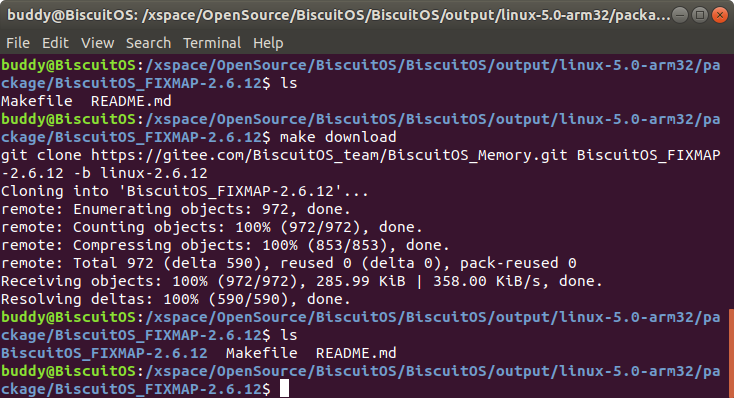 buddy@BiscuitOS: /xspace/OpenSource/BiscuitOS/BiscuitOS/output/linux-5.0-arm32/packa...
File Edit View Search Terminal Help
buddy@BiscuitOS:/xspace/OpenSource/BiscuitOS/BiscuitOS/output/linux-5.0-arm32/pa
ckage/BiscuitOS_FIXMAP-2.6.12$ ls
Makefile  README.md
buddy@BiscuitOS:/xspace/OpenSource/BiscuitOS/BiscuitOS/output/linux-5.0-arm32/pa
ckage/BiscuitOS_FIXMAP-2.6.12$ make download
git clone https://gitee.com/BiscuitOS_team/BiscuitOS_Memory.git BiscuitOS_FIXMAP
-2.6.12 -b linux-2.6.12
Cloning into 'BiscuitOS_FIXMAP-2.6.12'...
remote: Enumerating objects: 972, done.
remote: Counting objects: 100% (972/972), done.
remote: Compressing objects: 100% (853/853), done.
remote: Total 972 (delta 590), reused 0 (delta 0), pack-reused 0
Receiving objects: 100% (972/972), 285.99 KiB | 358.00 KiB/s, done.
Resolving deltas: 100% (590/590), done.
buddy@BiscuitOS:/xspace/OpenSource/BiscuitOS/BiscuitOS/output/linux-5.0-arm32/pa
ckage/BiscuitOS_FIXMAP-2.6.12$ ls
BiscuitOS_FIXMAP-2.6.12  Makefile  README.md
buddy@BiscuitOS:/xspace/OpenSource/BiscuitOS/BiscuitOS/output/linux-5.0-arm32/pa
ckage/BiscuitOS_FIXMAP-2.6.12$